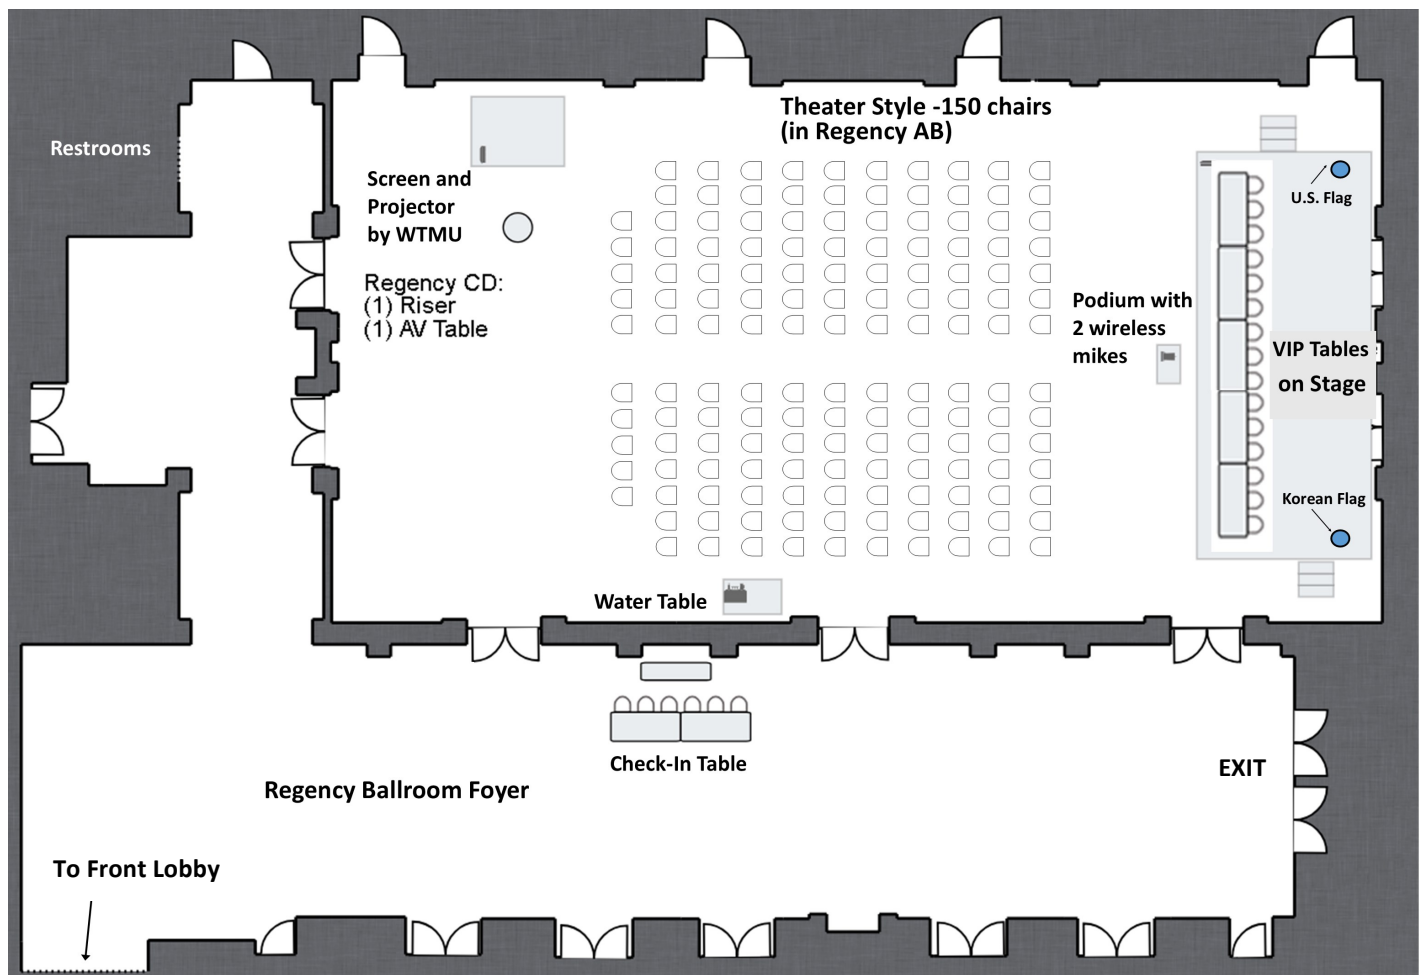 Theater Style -150 chairs
(in Regency AB)
Restrooms
Screen and
Projector
by WTMU
U.S. Flag
Regency CD:
(1) Riser
(1) AV Table
Podium with
2 wireless
mikes
VIP Tables
on Stage
Korean Flag
Water Table
Check-In Table
EXIT
Regency Ballroom Foyer
To Front Lobby